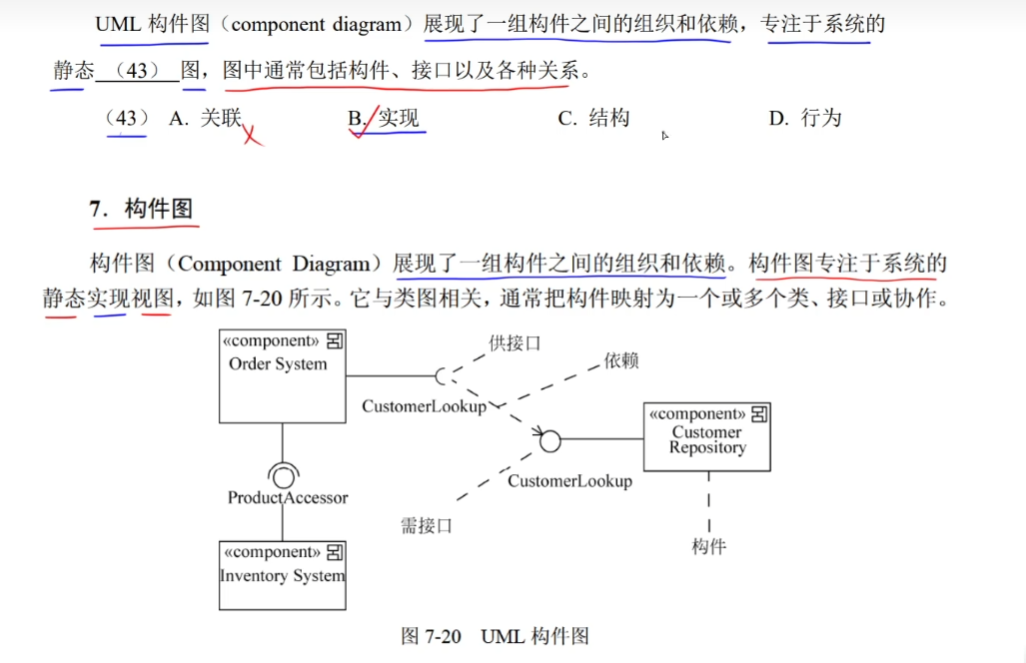 UML 构件图（component diagram）展现了一组构件之间的组织和依赖，专注于系统的
静态 （43） 图，图中通常包括构件、接口以及各种关系。
（43） A. 关联 B. 实现 C. 结构 D. 行为
7．构件图
构件图（Component Diagram）展现了一组构件之间的组织和依赖。构件图专注于系统的
静态实现视图，如图 7-20 所示。它与类图相关，通常把构件映射为一个或多个类、接口或协作。
«component»
Order System
供接口
依赖
CustomerLookup
«component»
Customer
Repository
CustomerLookup
ProductAccessor
需接口
构件
«component»
Inventory System
图 7-20 UML 构件图